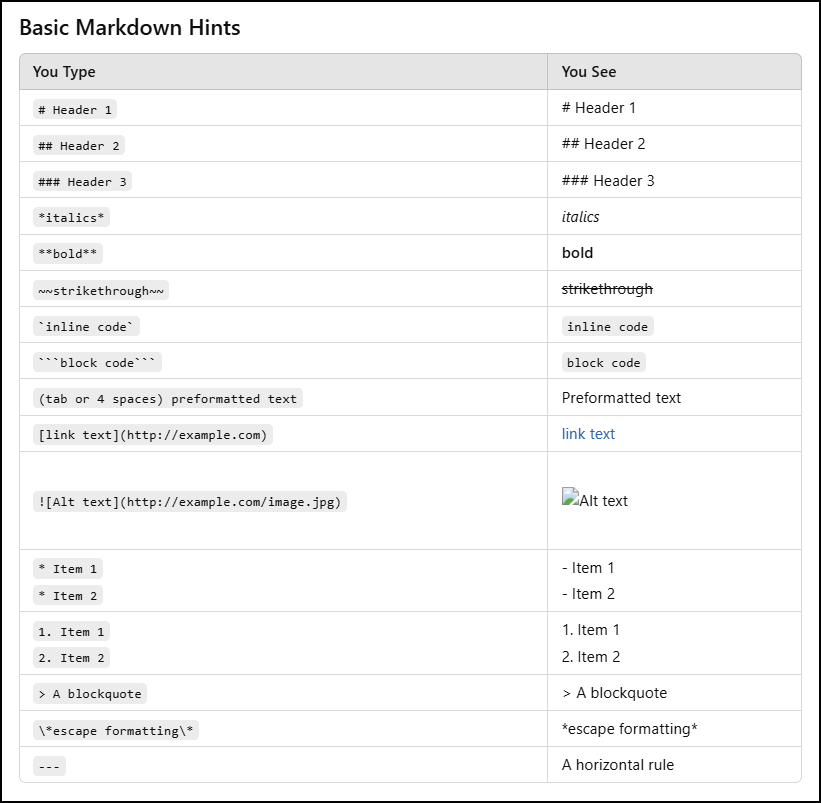 Basic Markdown Hints
You Type You See
# Header 1 # Header 1
## Header 2 ## Header 2
### Header 3 ### Header 3
*italics* italics
**bold** bold
~~strikethrough~~ strikethrough
`inline code` inline code
```block code``` block code
(tab or 4 spaces) preformatted text Preformatted text
[link text](http://example.com) link text
![Alt text](http://example.com/image.jpg) Alt text
* Item 1 - Item 1
* Item 2 - Item 2
1. Item 1 1. Item 1
2. Item 2 2. Item 2
> A blockquote > A blockquote
\*escape formatting\* *escape formatting*
--- A horizontal rule